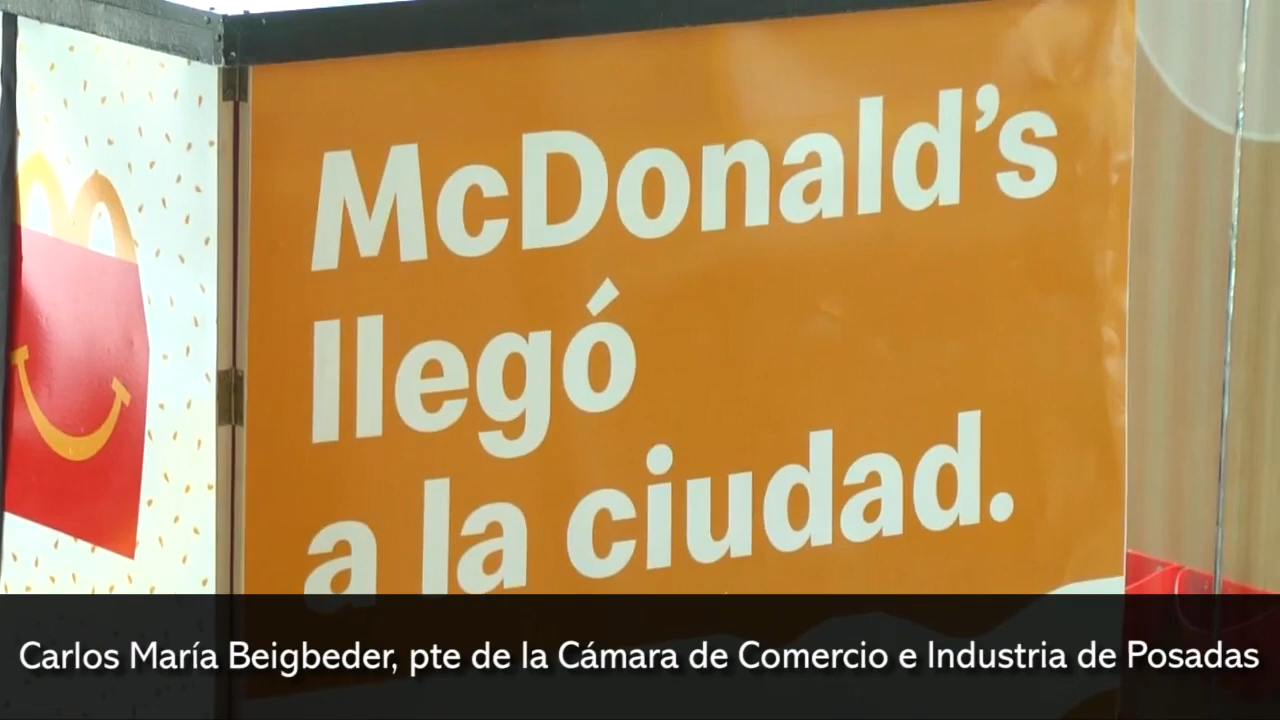 McDonald's
llegó
a la ciudad.
Carlos María Beigbeder, pte de la Cámara de Comercio e Industria de Posadas